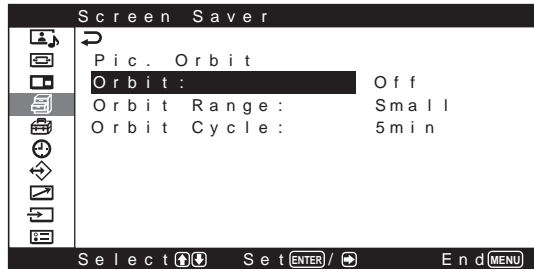 Screen Saver
Pic. Orbit
Orbit: Off
Orbit Range: Small
Orbit Cycle: 5min
Select Set ENTER / End MENU